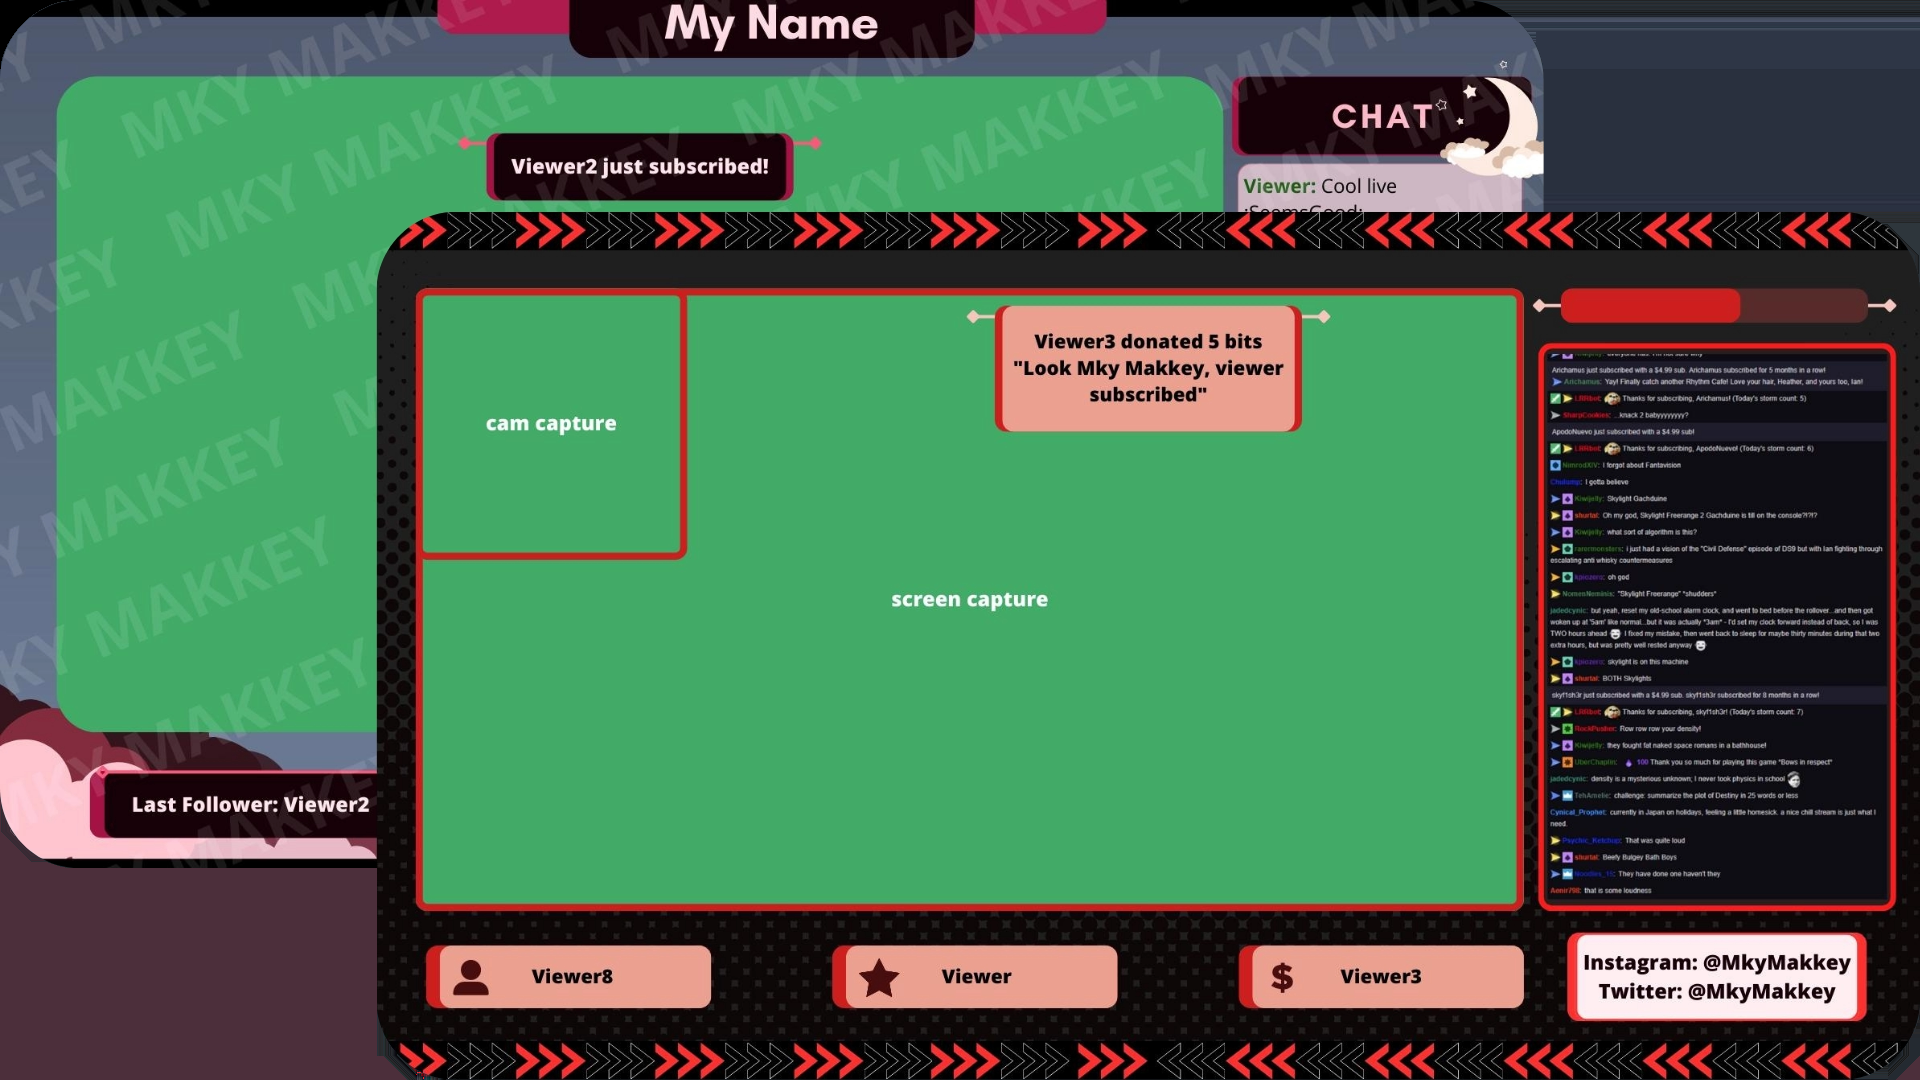 My Name
CHAT
Viewer2 just subscribed!
Viewer: Cool live
:SeemsGood:
MKY MAKKEY
Last Follower: Viewer2
cam capture
screen capture
Viewer3 donated 5 bits
"Look Mky Makkey, viewer
subscribed"
Arichamus just subscribed with a $4.99 sub. Arichamus subscribed for 5 months in a row!
Arichamus: Yay! Finally catch another Rhythm Cafe! Love your hair, Heather, and yours too, Ian!
LRRbot: Thanks for subscribing, Arichamus! (Today's storm count: 5)
SharpCookies: ...knack 2 babyyyyyyy?
ApodoNuevo just subscribed with a $4.99 sub!
LRRbot: Thanks for subscribing, ApodoNuevo! (Today's storm count: 6)
NimrodXIV: I forgot about Fantavision
I gotta believe
Kiwijelly: Skylight Gachduine
shurtal: Oh my god, Skylight Freerange 2 Gachduine is till on the console?!?!?
Kiwijelly: what sort of algorithm is this?
raremonsters: i just had a vision of the "Civil Defense" episode of DS9 but with Ian fighting through
escalating anti whisky countermeasures
kpiozero: oh god
NomenNeminis: "Skylight Freerange" *shudders*
jadedcynic: but yeah, reset my old-school alarm clock, and went to bed before the rollover...and then got
woken up at '5am' like normal...but it was actually *3am* - I'd set my clock forward instead of back, so I was
TWO hours ahead I fixed my mistake, then went back to sleep for maybe thirty minutes during that two
extra hours, but was pretty well rested anyway
kpiozero: skylight is on this machine
shurtal: BOTH Skylights
skyf1sh3r just subscribed with a $4.99 sub. skyf1sh3r subscribed for 8 months in a row!
LRRbot: Thanks for subscribing, skyf1sh3r! (Today's storm count: 7)
RockPusher: Row row row your density!
Kiwijelly: they fought fat naked space romans in a bathhouse!
UberChaplin: 100 Thank you so much for playing this game *Bows in respect*
jadedcynic: density is a mysterious unknown; I never took physics in school
TehAmelie: challenge: summarize the plot of Destiny in 25 words or less
Cynical_Prophet: currently in Japan on holidays, feeling a little homesick. a nice chill stream is just what I
need.
Psychic_Ketchup: That was quite loud
shurtal: Beefy Bulgey Bath Boys
Noodles_13: They have done one haven't they
that is some loudness
Viewer8
Viewer
$ Viewer3
Instagram: @MkyMakkey
Twitter: @MkyMakkey